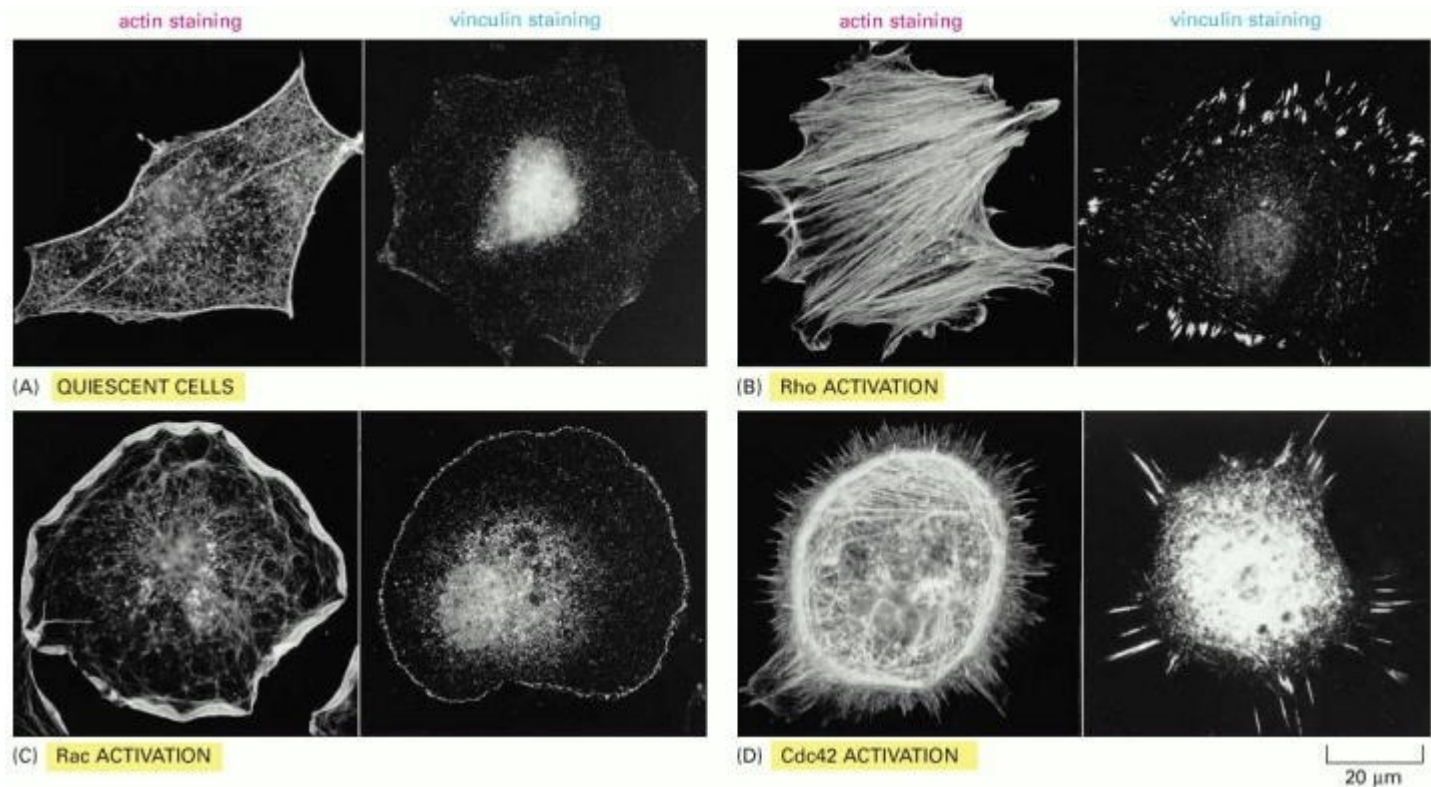 actin staining
vinculin staining
actin staining
vinculin staining
(A) QUIESCENT CELLS
(B) Rho ACTIVATION
(C) Rac ACTIVATION
(D) Cdc42 ACTIVATION
20 μm